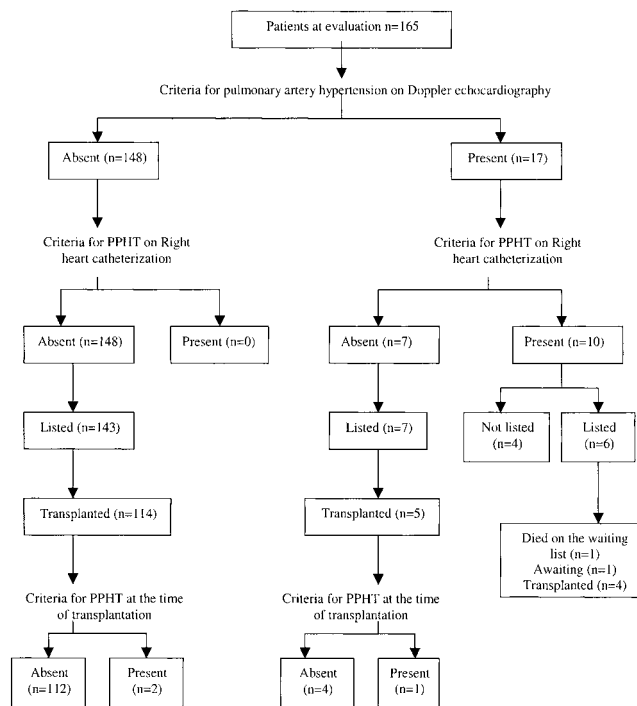 Patients at evaluation n=165
Criteria for pulmonary artery hypertension on Doppler echocardiography
Absent (n=148)
Present (n=17)
Criteria for PPHT on Right
heart catheterization
Criteria for PPHT on Right
heart catheterization
Absent (n=148)
Present (n=0)
Absent (n=7)
Present (n=10)
Listed (n=143)
Listed (n=7)
Not listed
(n=4)
Listed
(n=6)
Transplanted (n=114)
Transplanted (n=5)
Died on the waiting
list (n=1)
Awaiting (n=1)
Transplanted (n=4)
Criteria for PPHT at the time
of transplantation
Criteria for PPHT at the time
of transplantation
Absent
(n=112)
Present
(n=2)
Absent
(n=4)
Present
(n=1)